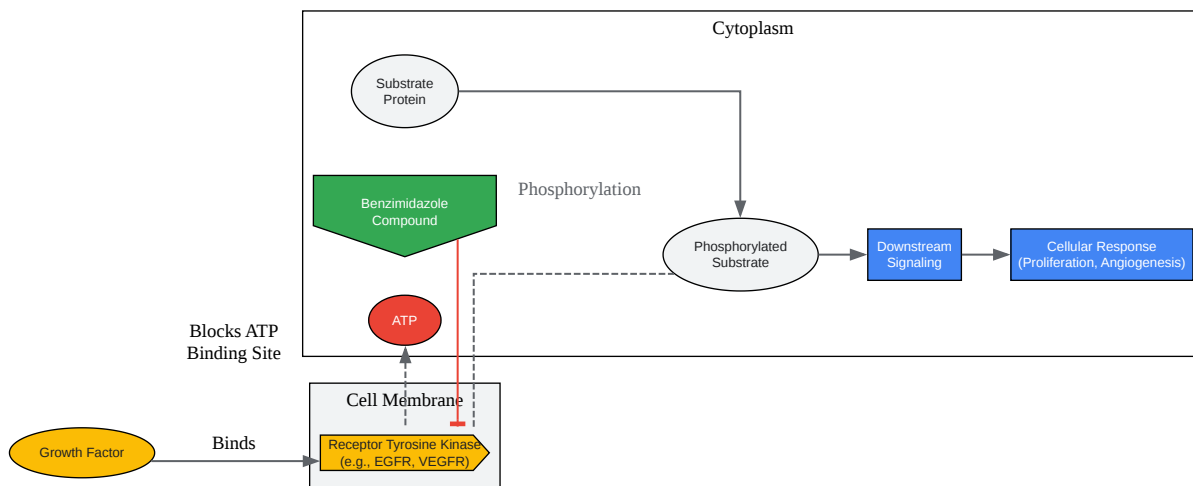 Cytoplasm
Substrate
Protein
Benzimidazole
Compound
Phosphorylation
Phosphorylated
Substrate
Downstream
Signaling
Cellular Response
(Proliferation, Angiogenesis)
ATP
Blocks ATP
Binding Site
Cell Membrane
Growth Factor
Binds
Receptor Tyrosine Kinase
(e.g., EGFR, VEGFR)